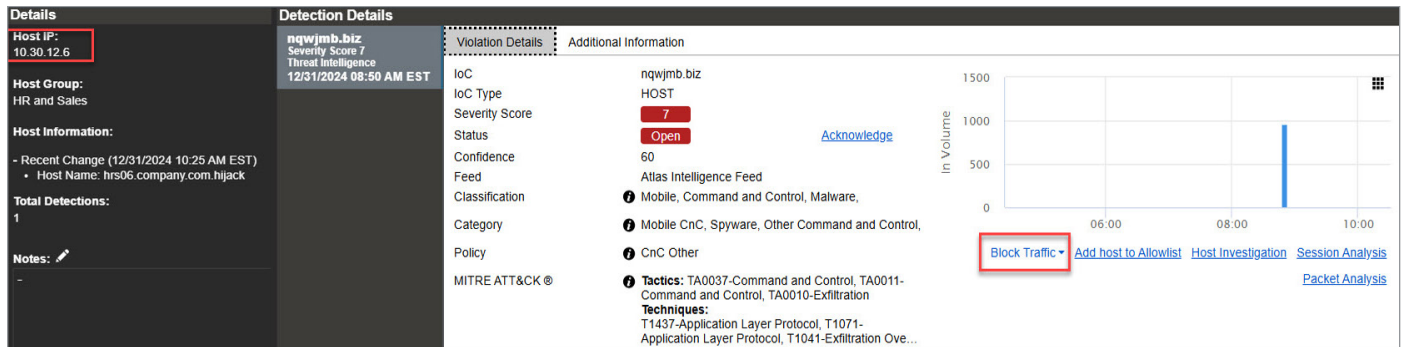 Details
Host IP:
10.30.12.6
Host Group:
HR and Sales
Host Information:
- Recent Change (12/31/2024 10:25 AM EST)
• Host Name: hrs06.company.com.hijack
Total Detections:
1
Notes:
-
Detection Details
nqwjmb.biz
Severity Score 7
Threat Intelligence
12/31/2024 08:50 AM EST
Violation Details Additional Information
IoC nqwjmb.biz
IoC Type HOST
Severity Score 7
Status Open Acknowledge
Confidence 60
Feed Atlas Intelligence Feed
Classification Mobile, Command and Control, Malware,
Category Mobile CnC, Spyware, Other Command and Control,
Policy CnC Other
MITRE ATT&CK ® Tactics: TA0037-Command and Control, TA0011-
Command and Control, TA0010-Exfiltration
Techniques:
T1437-Application Layer Protocol, T1071-
Application Layer Protocol, T1041-Exfiltration Ove...
In Volume
1500
1000
500
0
06:00 08:00 10:00
Block Traffic Add host to Allowlist Host Investigation Session Analysis
Packet Analysis